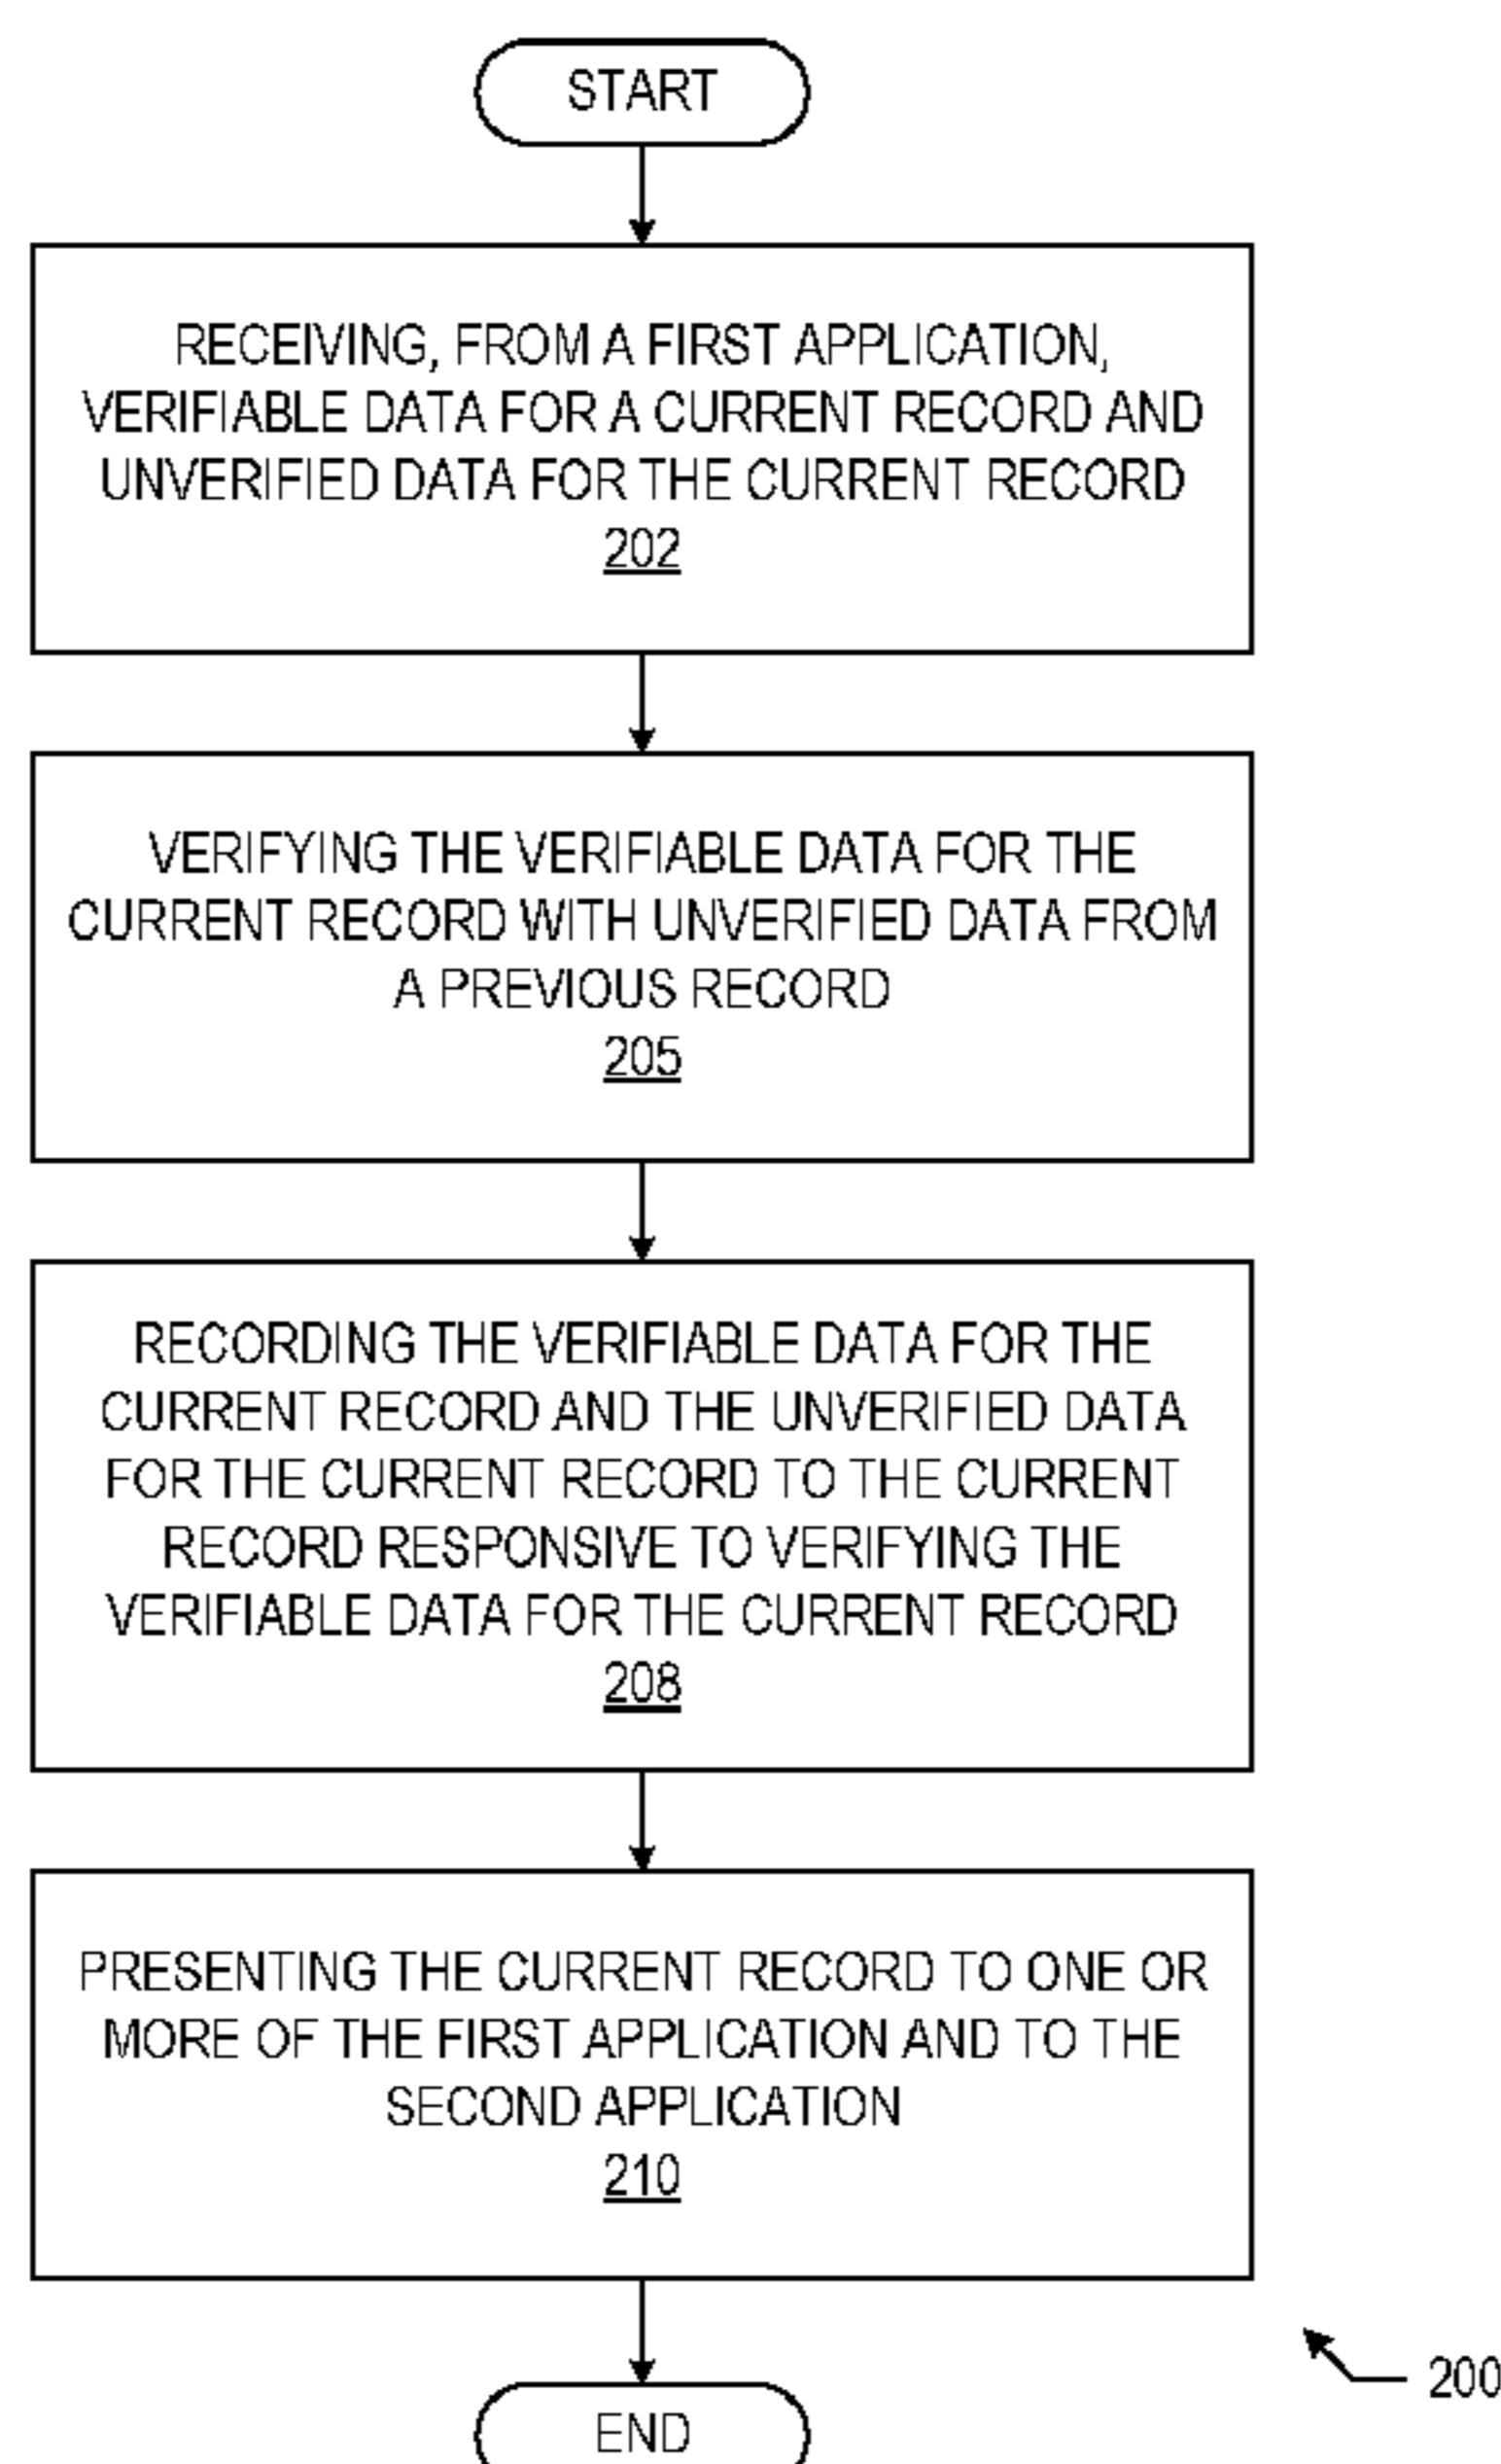 START
RECEIVING, FROM A FIRST APPLICATION,
VERIFIABLE DATA FOR A CURRENT RECORD AND
UNVERIFIED DATA FOR THE CURRENT RECORD
202
VERIFYING THE VERIFIABLE DATA FOR THE
CURRENT RECORD WITH UNVERIFIED DATA FROM
A PREVIOUS RECORD
205
RECORDING THE VERIFIABLE DATA FOR THE
CURRENT RECORD AND THE UNVERIFIED DATA
FOR THE CURRENT RECORD TO THE CURRENT
RECORD RESPONSIVE TO VERIFYING THE
VERIFIABLE DATA FOR THE CURRENT RECORD
208
PRESENTING THE CURRENT RECORD TO ONE OR
MORE OF THE FIRST APPLICATION AND TO THE
SECOND APPLICATION
210
200
END